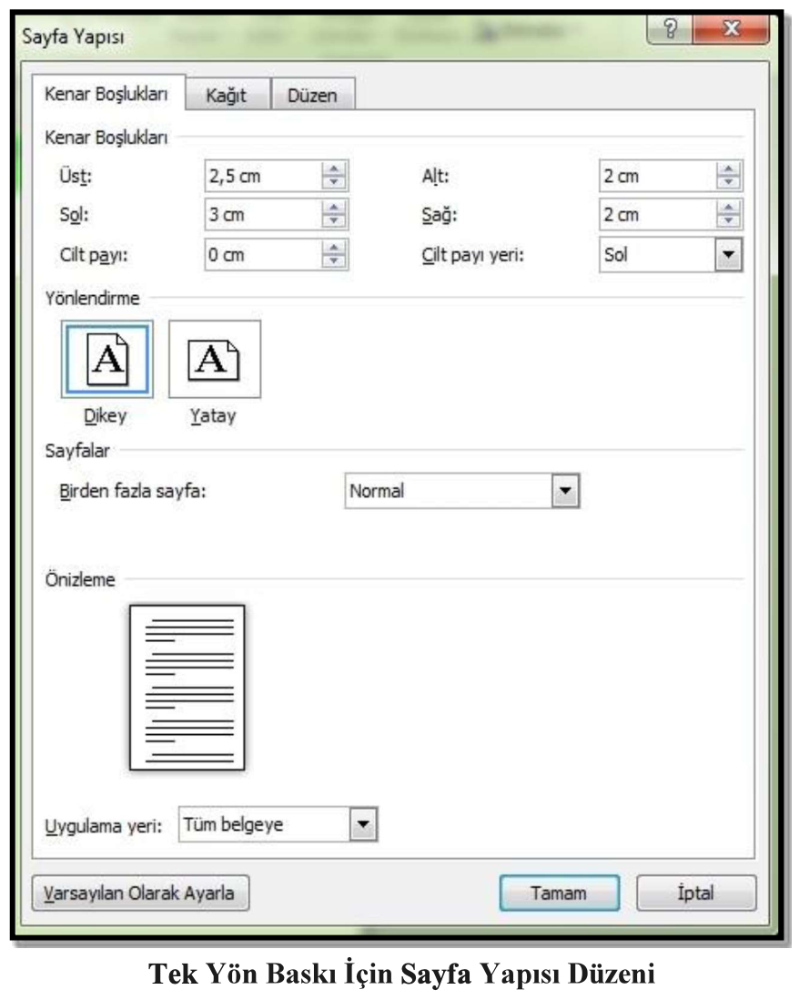 Sayfa Yapısı
Kenar Boşlukları Kağıt Düzen
Kenar Boşlukları
Üst: 2,5 cm Alt: 2 cm
Sol: 3 cm Sağ: 2 cm
Cilt payı: 0 cm Cilt payı yeri: Sol
Yönlendirme
A A
Dikey Yatay
Sayfalar
Birden fazla sayfa: Normal
Önizleme
Uygulama yeri: Tüm belgeye
Varsayılan Olarak Ayarla Tamam İptal
Tek Yön Baskı İçin Sayfa Yapısı Düzeni